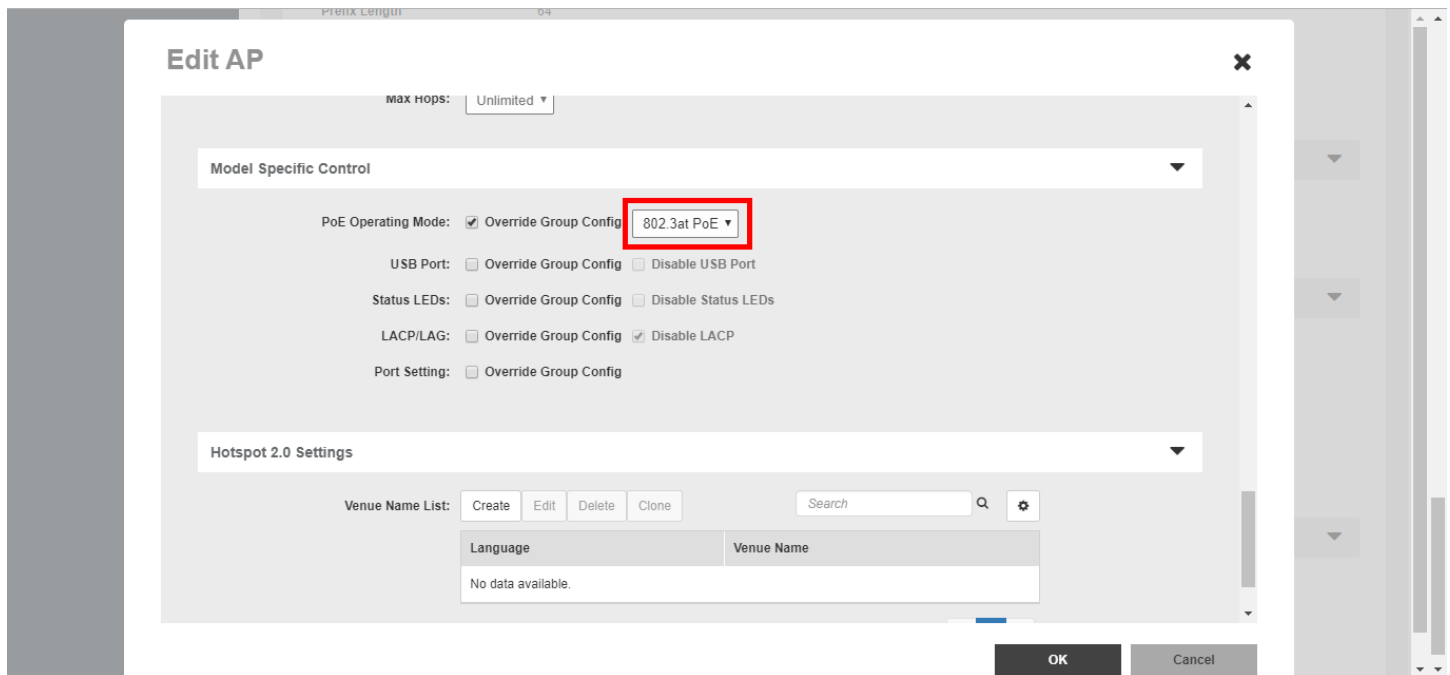 Prefix Length 64
Edit AP
Max Hops: Unlimited
Model Specific Control
PoE Operating Mode: Override Group Config 802.3at PoE
USB Port: Override Group Config Disable USB Port
Status LEDs: Override Group Config Disable Status LEDs
LACP/LAG: Override Group Config Disable LACP
Port Setting: Override Group Config
Hotspot 2.0 Settings
Venue Name List: Create Edit Delete Clone Search
Language Venue Name
No data available.
OK Cancel